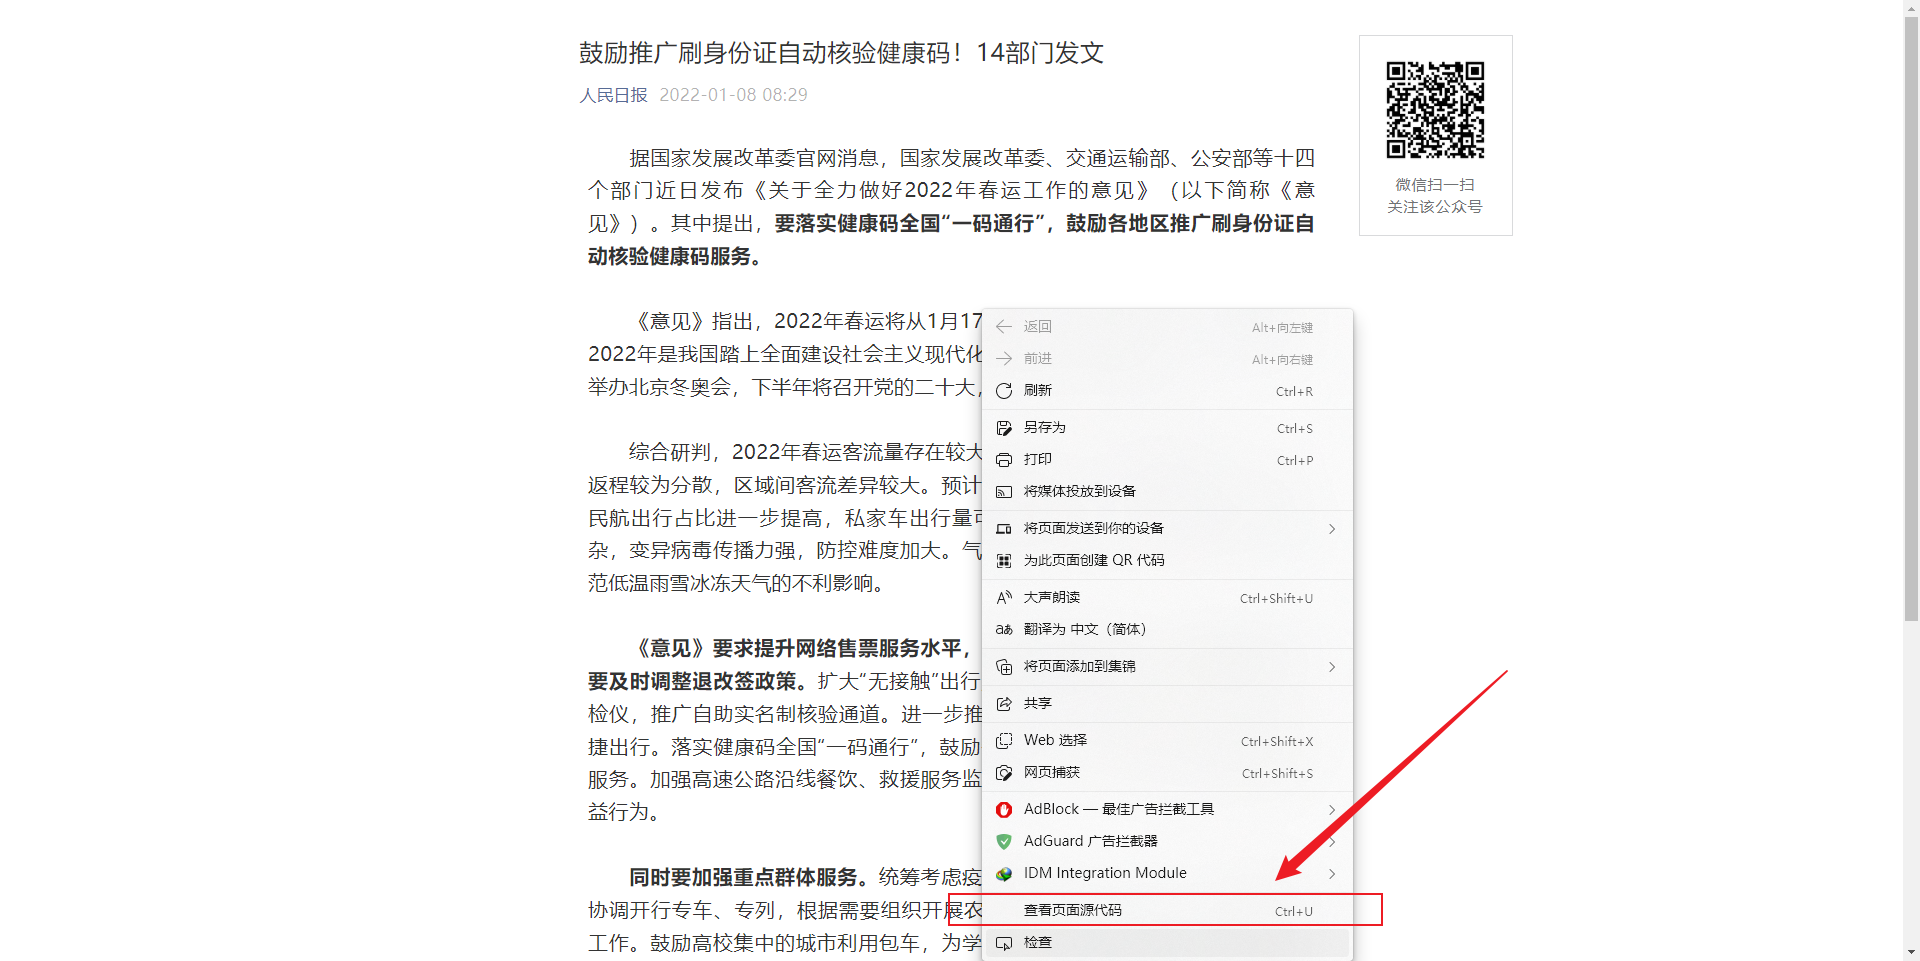 鼓励推广刷身份证自动核验健康码！14部门发文
人民日报 2022-01-08 08:29
据国家发展改革委官网消息，国家发展改革委、交通运输部、公安部等十四
个部门近日发布《关于全力做好2022年春运工作的意见》（以下简称《意
见》）。其中提出，要落实健康码全国“一码通行”，鼓励各地区推广刷身份证自
动核验健康码服务。
《意见》指出，2022年春运将从1月17
2022年是我国踏上全面建设社会主义现代化
举办北京冬奥会，下半年将召开党的二十大，
综合研判，2022年春运客流量存在较大
返程较为分散，区域间客流差异较大。预计
民航出行占比进一步提高，私家车出行量
杂，变异病毒传播力强，防控难度加大。气
范低温雨雪冰冻天气的不利影响。
《意见》要求提升网络售票服务水平，
要及时调整退改签政策。扩大“无接触”出行
检仪，推广自助实名制核验通道。进一步推
捷出行。落实健康码全国“一码通行”，鼓励
服务。加强高速公路沿线餐饮、救援服务监
益行为。
同时要加强重点群体服务。统筹考虑疫
协调开行专车、专列，根据需要组织开展农
工作。鼓励高校集中的城市利用包车，为学
微信扫一扫
关注该公众号
返回 Alt+向左键
前进 Alt+向右键
刷新 Ctrl+R
另存为 Ctrl+S
打印 Ctrl+P
将媒体投放到设备
将页面发送到你的设备
为此页面创建 QR 代码
大声朗读 Ctrl+Shift+U
翻译为 中文（简体）
将页面添加到集锦
共享
Web 选择 Ctrl+Shift+X
网页捕获 Ctrl+Shift+S
AdBlock — 最佳广告拦截工具
AdGuard 广告拦截器
IDM Integration Module
查看页面源代码 Ctrl+U
检查